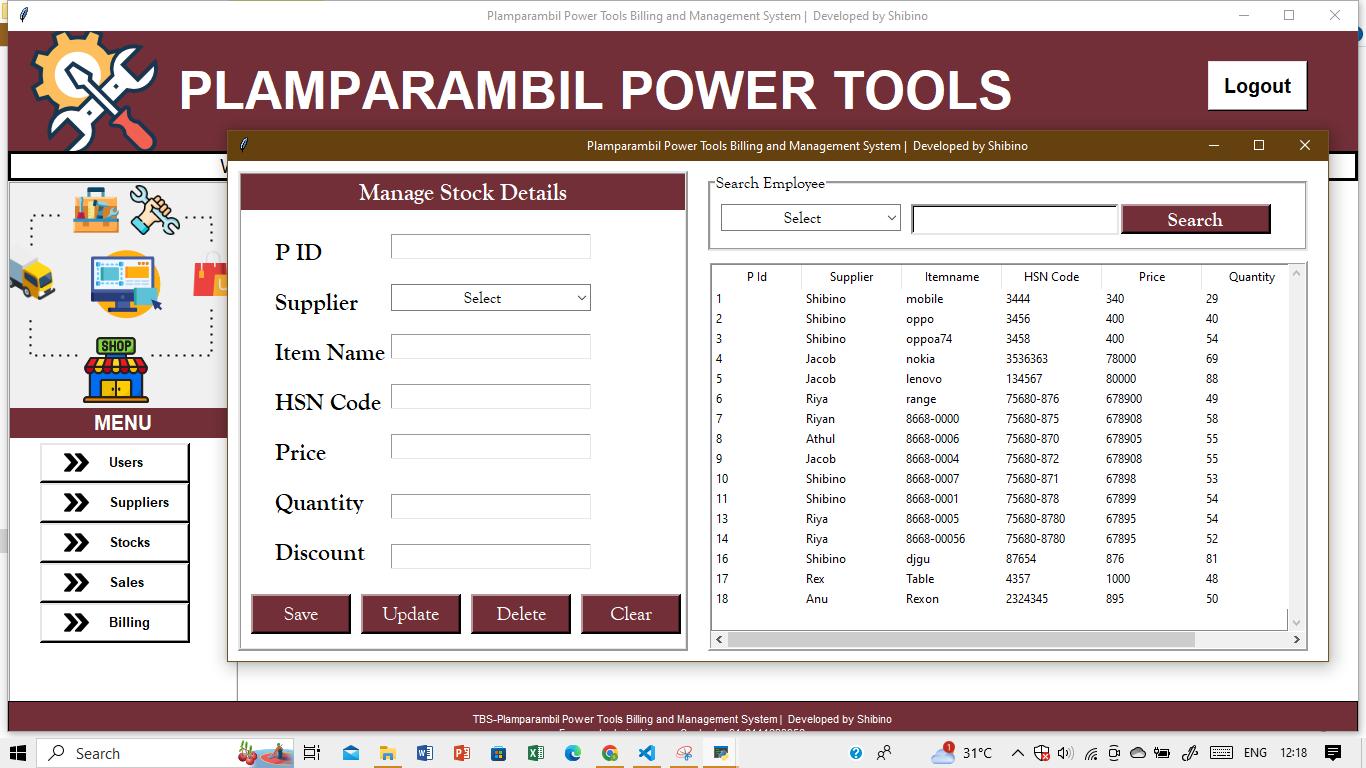 Plamparambil Power Tools Billing and Management System | Developed by Shibino
PLAMPARAMBIL POWER TOOLS
Logout
Plamparambil Power Tools Billing and Management System | Developed by Shibino
Manage Stock Details
P ID
Supplier
Select
Item Name
HSN Code
Price
Quantity
Discount
Save Update Delete Clear
Search Employee
Select
Search
P Id Supplier Itemname HSN Code Price Quantity
1 Shibino mobile 3444 340 29
2 Shibino oppo 3456 400 40
3 Shibino oppoa74 3458 400 54
4 Jacob nokia 3536363 78000 69
5 Jacob lenovo 134567 80000 88
6 Riya range 75680-876 678900 49
7 Riyan 8668-0000 75680-875 678908 58
8 Athul 8668-0006 75680-870 678905 55
9 Jacob 8668-0004 75680-872 678908 55
10 Shibino 8668-0007 75680-871 67898 53
11 Shibino 8668-0001 75680-878 67899 54
13 Riya 8668-0005 75680-8780 67895 54
14 Riya 8668-00056 75680-8780 67895 52
16 Shibino djgu 87654 876 81
17 Rex Table 4357 1000 48
18 Anu Rexon 2324345 895 50
SHOP
MENU
Users
Suppliers
Stocks
Sales
Billing
TBS-Plamparambil Power Tools Billing and Management System | Developed by Shibino
Search
1
31°C
ENG
12:18